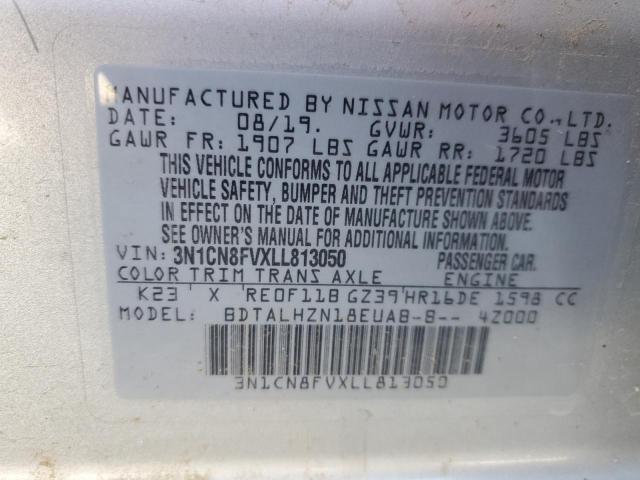 MANUFACTURED BY NISSAN MOTOR CO., LTD.
DATE: 08/19. GVWR: 3605 LBS
GAWR FR: 1907 LBS GAWR RR: 1720 LBS
THIS VEHICLE CONFORMS TO ALL APPLICABLE FEDERAL MOTOR
VEHICLE SAFETY, BUMPER AND THEFT PREVENTION STANDARDS
IN EFFECT ON THE DATE OF MANUFACTURE SHOWN ABOVE.
SEE OWNER'S MANUAL FOR ADDITIONAL INFORMATION.
VIN: 3N1CN8FVXLL813050 PASSENGER CAR.
COLOR TRIM TRANS AXLE ENGINE
K23 X RE0F11B GZ39 HR16DE 1598 CC
MODEL: BDTALHZN18EUAB-B-- 4Z000
3N1CN8FVXLL813050